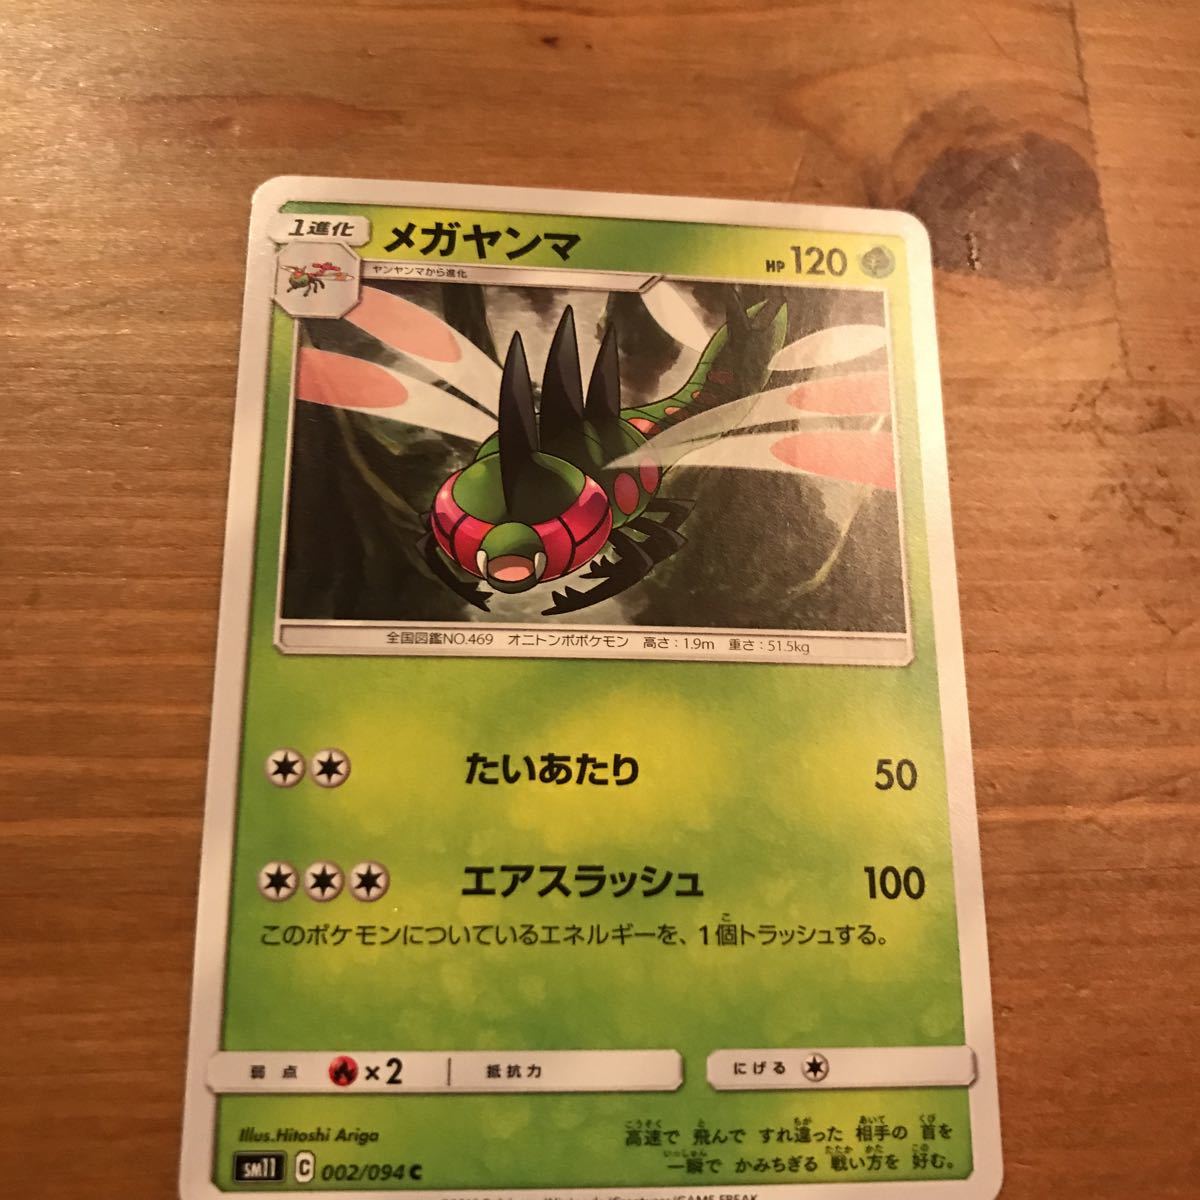 1進化
メガヤンマ
HP 120
ヤンヤンマから進化
全国図鑑NO.469 オニトンボポケモン 高さ:1.9m 重さ:51.5kg
たいあたり 50
エアスラッシュ 100
このポケモンについているエネルギーを、1個トラッシュする。
弱点 ×2 抵抗力 にげる
Illus.Hitoshi Ariga
高速で 飛んで すれ違った 相手の 首を
一瞬で かみちぎる 戦い方を 好む。
SM11 C 002/094 C